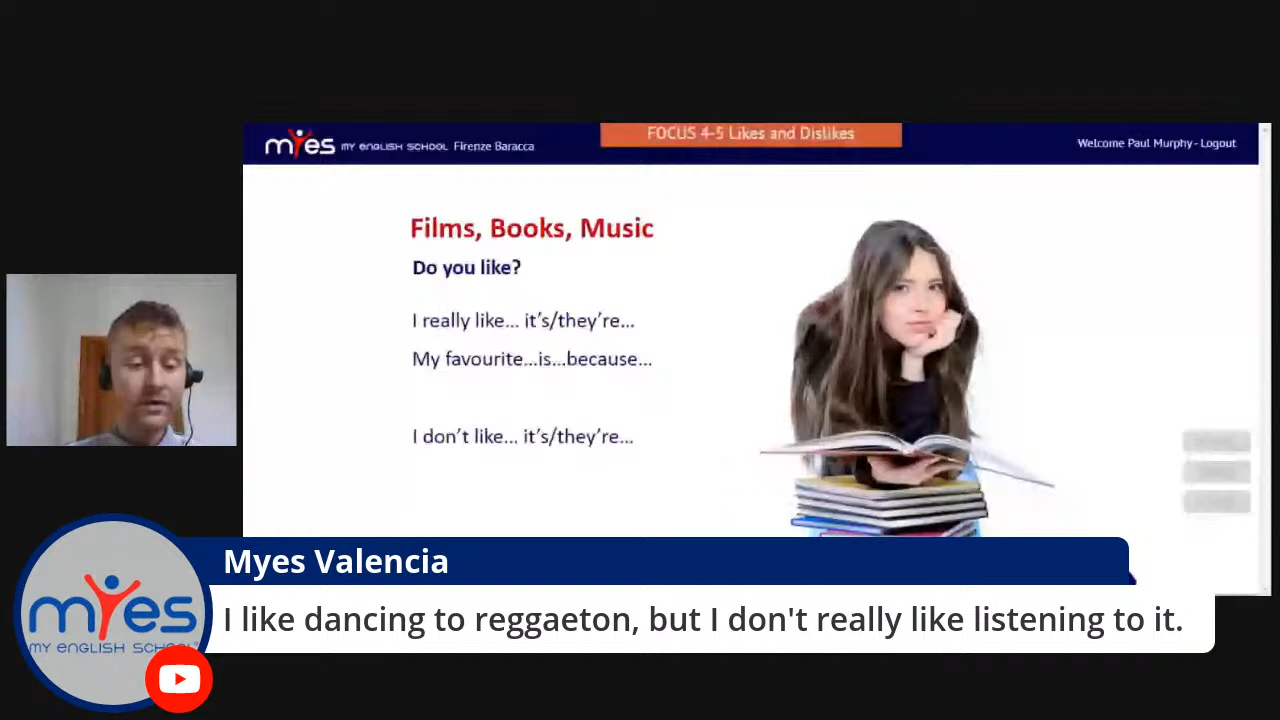 myes MY ENGLISH SCHOOL Firenze Baracca
FOCUS 4-5 Likes and Dislikes
Welcome Paul Murphy - Logout
Films, Books, Music
Do you like?
I really like... it's/they're...
My favourite...is...because...
I don't like... it's/they're...
Myes Valencia
I like dancing to reggaeton, but I don't really like listening to it.
myes
MY ENGLISH SCHOOL